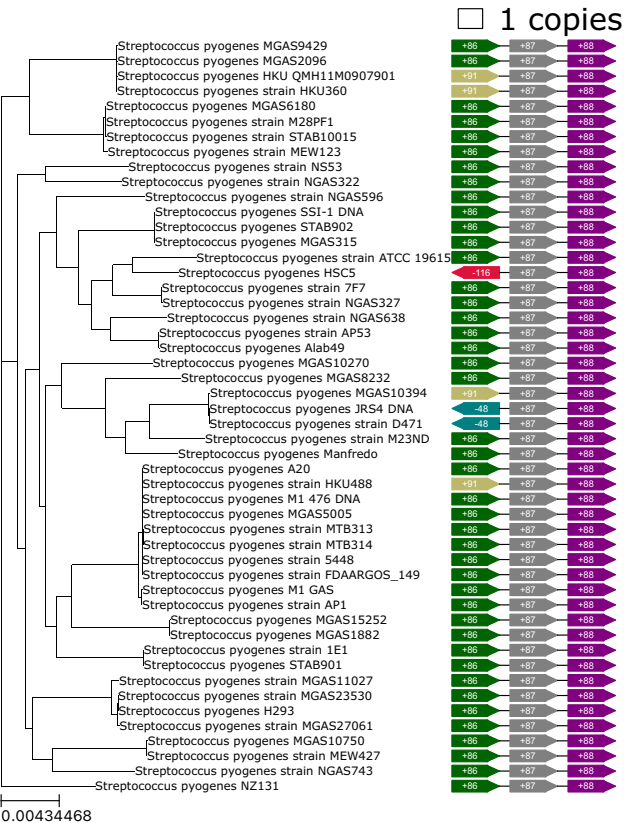 1 copies
Streptococcus pyogenes MGAS9429 +86 +87 +88
Streptococcus pyogenes MGAS2096 +86 +87 +88
Streptococcus pyogenes HKU QMH11M0907901 +91 +87 +88
Streptococcus pyogenes strain HKU360 +91 +87 +88
Streptococcus pyogenes MGAS6180 +86 +87 +88
Streptococcus pyogenes strain M28PF1 +86 +87 +88
Streptococcus pyogenes strain STAB10015 +86 +87 +88
Streptococcus pyogenes strain MEW123 +86 +87 +88
Streptococcus pyogenes strain NS53 +86 +87 +88
Streptococcus pyogenes strain NGAS322 +86 +87 +88
Streptococcus pyogenes strain NGAS596 +86 +87 +88
Streptococcus pyogenes SSI-1 DNA +86 +87 +88
Streptococcus pyogenes STAB902 +86 +87 +88
Streptococcus pyogenes MGAS315 +86 +87 +88
Streptococcus pyogenes strain ATCC 19615 +86 +87 +88
Streptococcus pyogenes HSC5 -116 +87 +88
Streptococcus pyogenes strain 7F7 +86 +87 +88
Streptococcus pyogenes strain NGAS327 +86 +87 +88
Streptococcus pyogenes strain NGAS638 +86 +87 +88
Streptococcus pyogenes strain AP53 +86 +87 +88
Streptococcus pyogenes Alab49 +86 +87 +88
Streptococcus pyogenes MGAS10270 +86 +87 +88
Streptococcus pyogenes MGAS8232 +86 +87 +88
Streptococcus pyogenes MGAS10394 +91 +87 +88
Streptococcus pyogenes JRS4 DNA -48 +87 +88
Streptococcus pyogenes strain D471 -48 +87 +88
Streptococcus pyogenes strain M23ND +86 +87 +88
Streptococcus pyogenes Manfredo +86 +87 +88
Streptococcus pyogenes A20 +86 +87 +88
Streptococcus pyogenes strain HKU488 +91 +87 +88
Streptococcus pyogenes M1 476 DNA +86 +87 +88
Streptococcus pyogenes MGAS5005 +86 +87 +88
Streptococcus pyogenes strain MTB313 +86 +87 +88
Streptococcus pyogenes strain MTB314 +86 +87 +88
Streptococcus pyogenes strain 5448 +86 +87 +88
Streptococcus pyogenes strain FDAARGOS_149 +86 +87 +88
Streptococcus pyogenes M1 GAS +86 +87 +88
Streptococcus pyogenes strain AP1 +86 +87 +88
Streptococcus pyogenes MGAS15252 +86 +87 +88
Streptococcus pyogenes MGAS1882 +86 +87 +88
Streptococcus pyogenes strain 1E1 +86 +87 +88
Streptococcus pyogenes STAB901 +86 +87 +88
Streptococcus pyogenes strain MGAS11027 +86 +87 +88
Streptococcus pyogenes strain MGAS23530 +86 +87 +88
Streptococcus pyogenes H293 +86 +87 +88
Streptococcus pyogenes strain MGAS27061 +86 +87 +88
Streptococcus pyogenes MGAS10750 +86 +87 +88
Streptococcus pyogenes strain MEW427 +86 +87 +88
Streptococcus pyogenes strain NGAS743 +86 +87 +88
Streptococcus pyogenes NZ131 +86 +87 +88
0.00434468